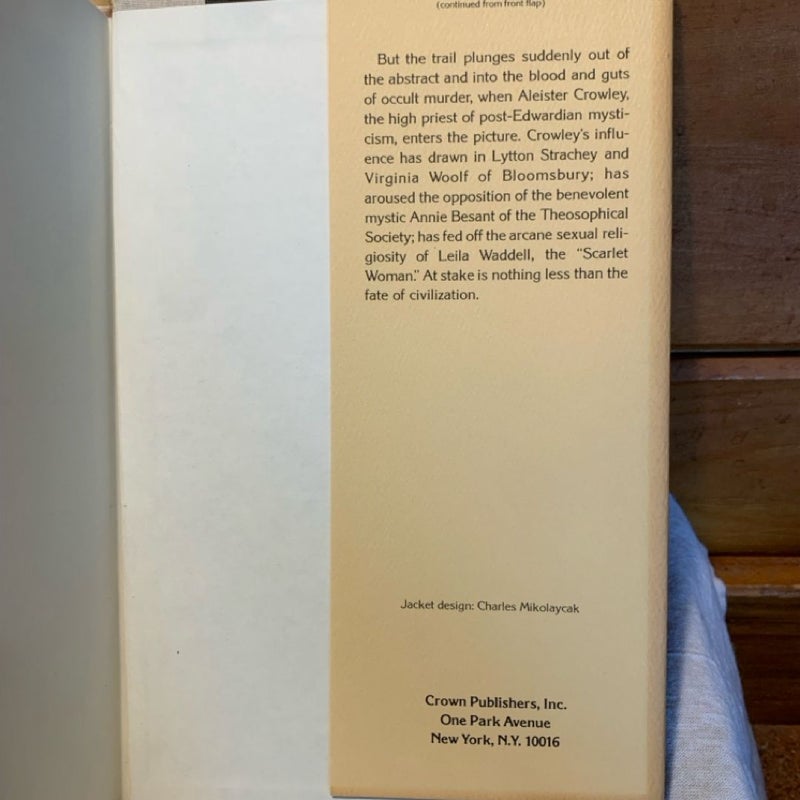 (continued from front flap)
But the trail plunges suddenly out of
the abstract and into the blood and guts
of occult murder, when Aleister Crowley,
the high priest of post-Edwardian mysti-
cism, enters the picture. Crowley's influ-
ence has drawn in Lytton Strachey and
Virginia Woolf of Bloomsbury; has
aroused the opposition of the benevolent
mystic Annie Besant of the Theosophical
Society; has fed off the arcane sexual reli-
giosity of Leila Waddell, the "Scarlet
Woman." At stake is nothing less than the
fate of civilization.
Jacket design: Charles Mikolaycak
Crown Publishers, Inc.
One Park Avenue
New York, N.Y. 10016